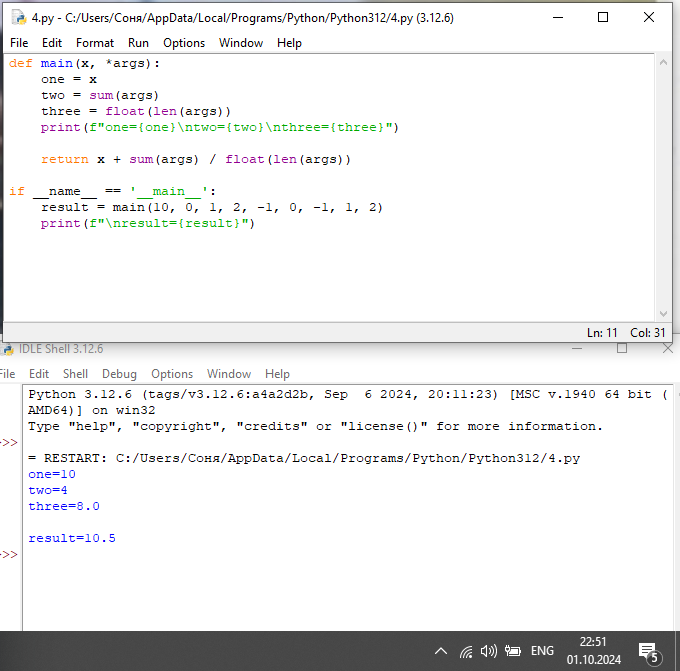 4.py - C:/Users/Соня/AppData/Local/Programs/Python/Python312/4.py (3.12.6)
File Edit Format Run Options Window Help
def main(x, *args):
    one = x
    two = sum(args)
    three = float(len(args))
    print(f"one={one}\ntwo={two}\nthree={three}")

    return x + sum(args) / float(len(args))

if __name__ == '__main__':
    result = main(10, 0, 1, 2, -1, 0, -1, 1, 2)
    print(f"\nresult={result}")
Ln: 11 Col: 31
IDLE Shell 3.12.6
File Edit Shell Debug Options Window Help
Python 3.12.6 (tags/v3.12.6:a4a2d2b, Sep  6 2024, 20:11:23) [MSC v.1940 64 bit (
AMD64)] on win32
Type "help", "copyright", "credits" or "license()" for more information.
>>>
= RESTART: C:/Users/Соня/AppData/Local/Programs/Python/Python312/4.py
one=10
two=4
three=8.0

result=10.5
>>>
ENG
22:51
01.10.2024
5